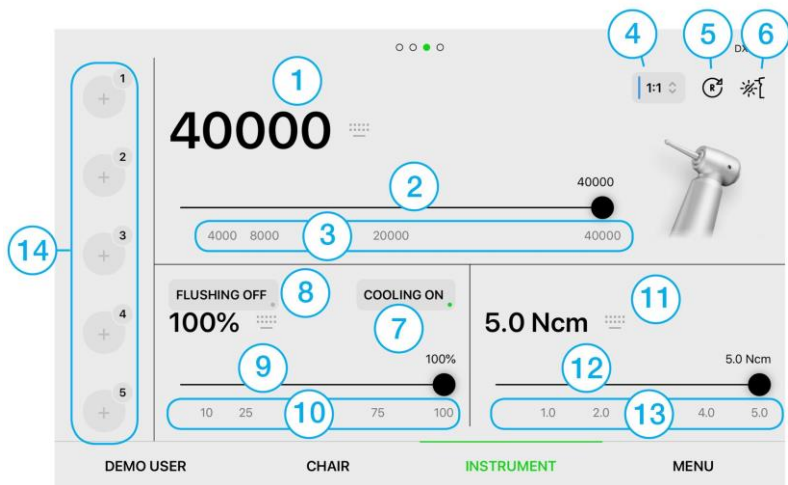 4 5 6
DX
1 1 1:1 R
40000
2
2 40000
14 3 4000 8000 3 20000 40000
4 FLUSHING OFF 8 COOLING ON 11
100% 7 5.0 Ncm
9 100% 12 5.0 Ncm
5 10 25 10 75 100 1.0 2.0 13 4.0 5.0
DEMO USER CHAIR INSTRUMENT MENU